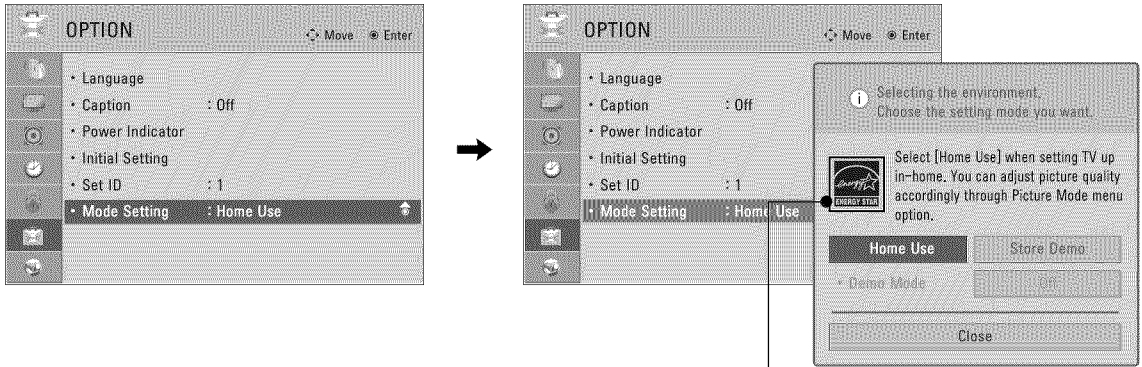 OPTION
Move Enter
• Language
• Caption : Off
• Power Indicator
• Initial Setting
• Set ID : 1
• Mode Setting : Home Use
OPTION
Move Enter
• Language
• Caption : Off
• Power Indicator
• Initial Setting
• Set ID : 1
• Mode Setting : Home Use
i
Selecting the environment.
Choose the setting mode you want.
energy
ENERGY STAR
Select [Home Use] when setting TV up
in-home. You can adjust picture quality
accordingly through Picture Mode menu
option.
Home Use Store Demo
• Demo Mode Off
Close